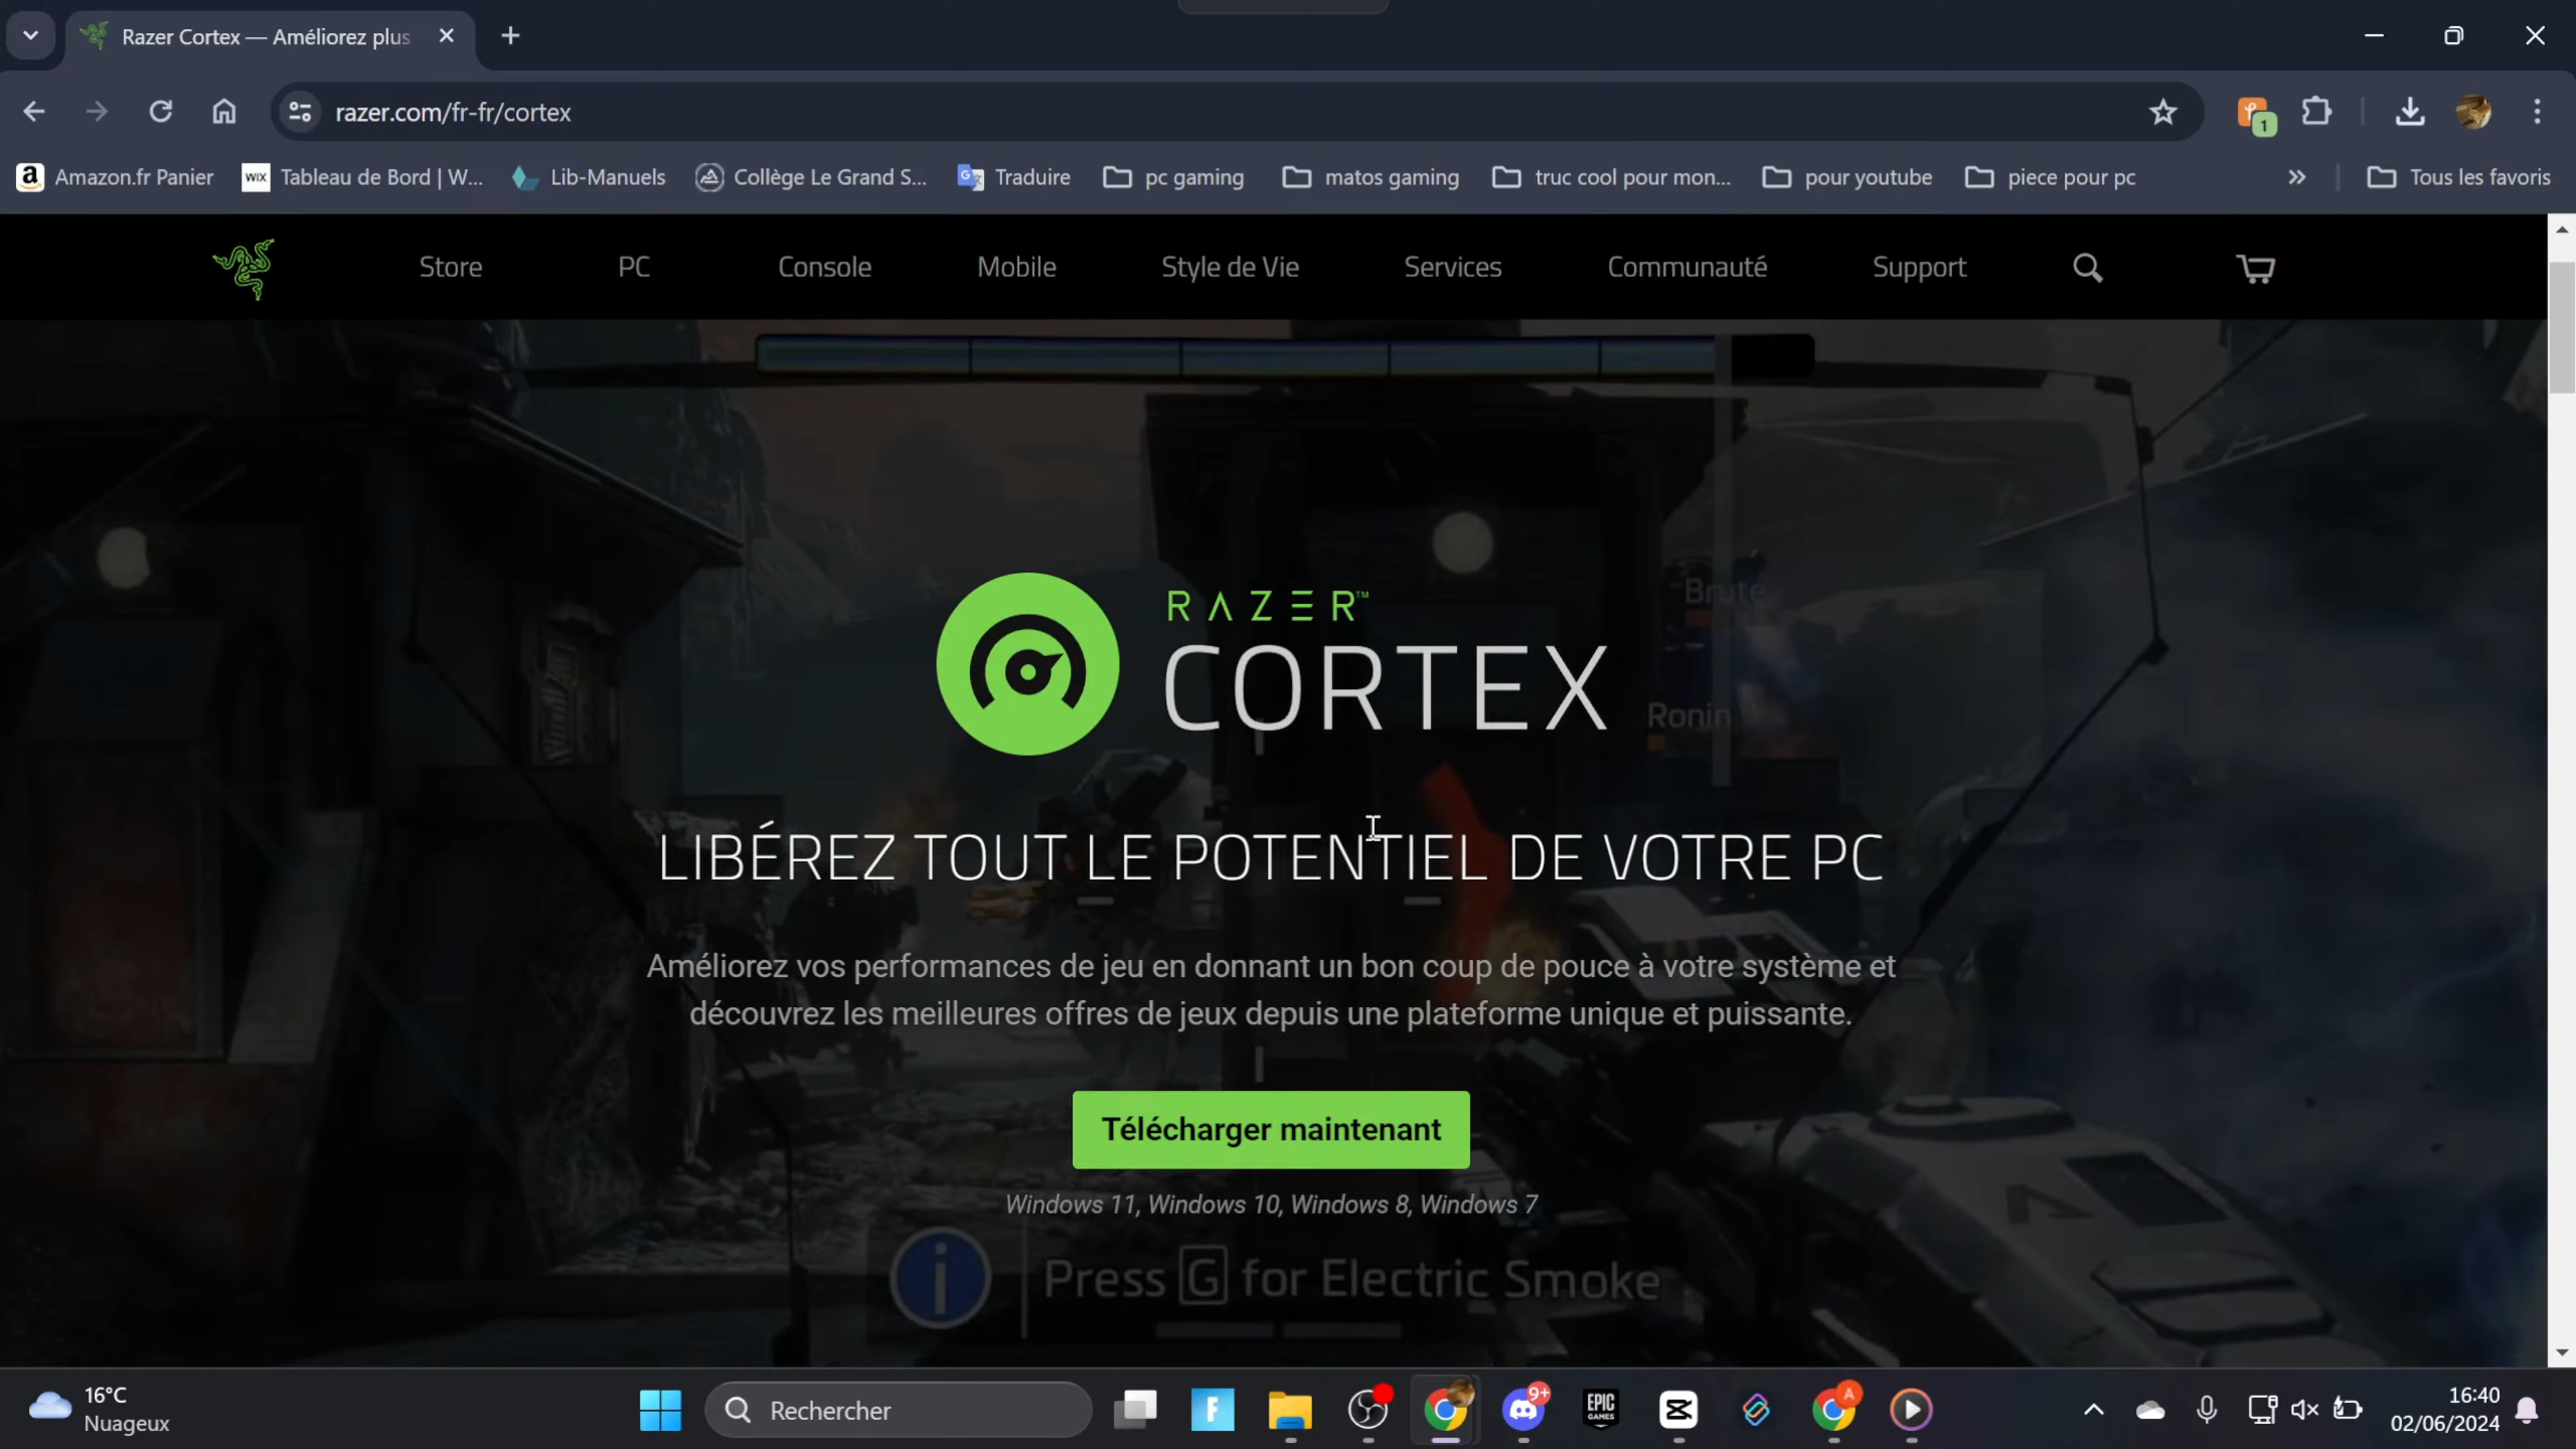 Razer Cortex — Améliorez plus
razer.com/fr-fr/cortex
1
a Amazon.fr Panier
WIX Tableau de Bord | W...
Lib-Manuels
Collège Le Grand S...
Traduire
pc gaming
matos gaming
truc cool pour mon...
pour youtube
piece pour pc
»
Tous les favoris
Store PC Console Mobile Style de Vie Services Communauté Support
Brute
RAZER™
CORTEX
Ronin
LIBÉREZ TOUT LE POTENTIEL DE VOTRE PC
Améliorez vos performances de jeu en donnant un bon coup de pouce à votre système et
découvrez les meilleures offres de jeux depuis une plateforme unique et puissante.
Télécharger maintenant
Windows 11, Windows 10, Windows 8, Windows 7
i Press G for Electric Smoke
16°C
Nuageux
Rechercher
F
9+
EPIC
GAMES
A
16:40
02/06/2024